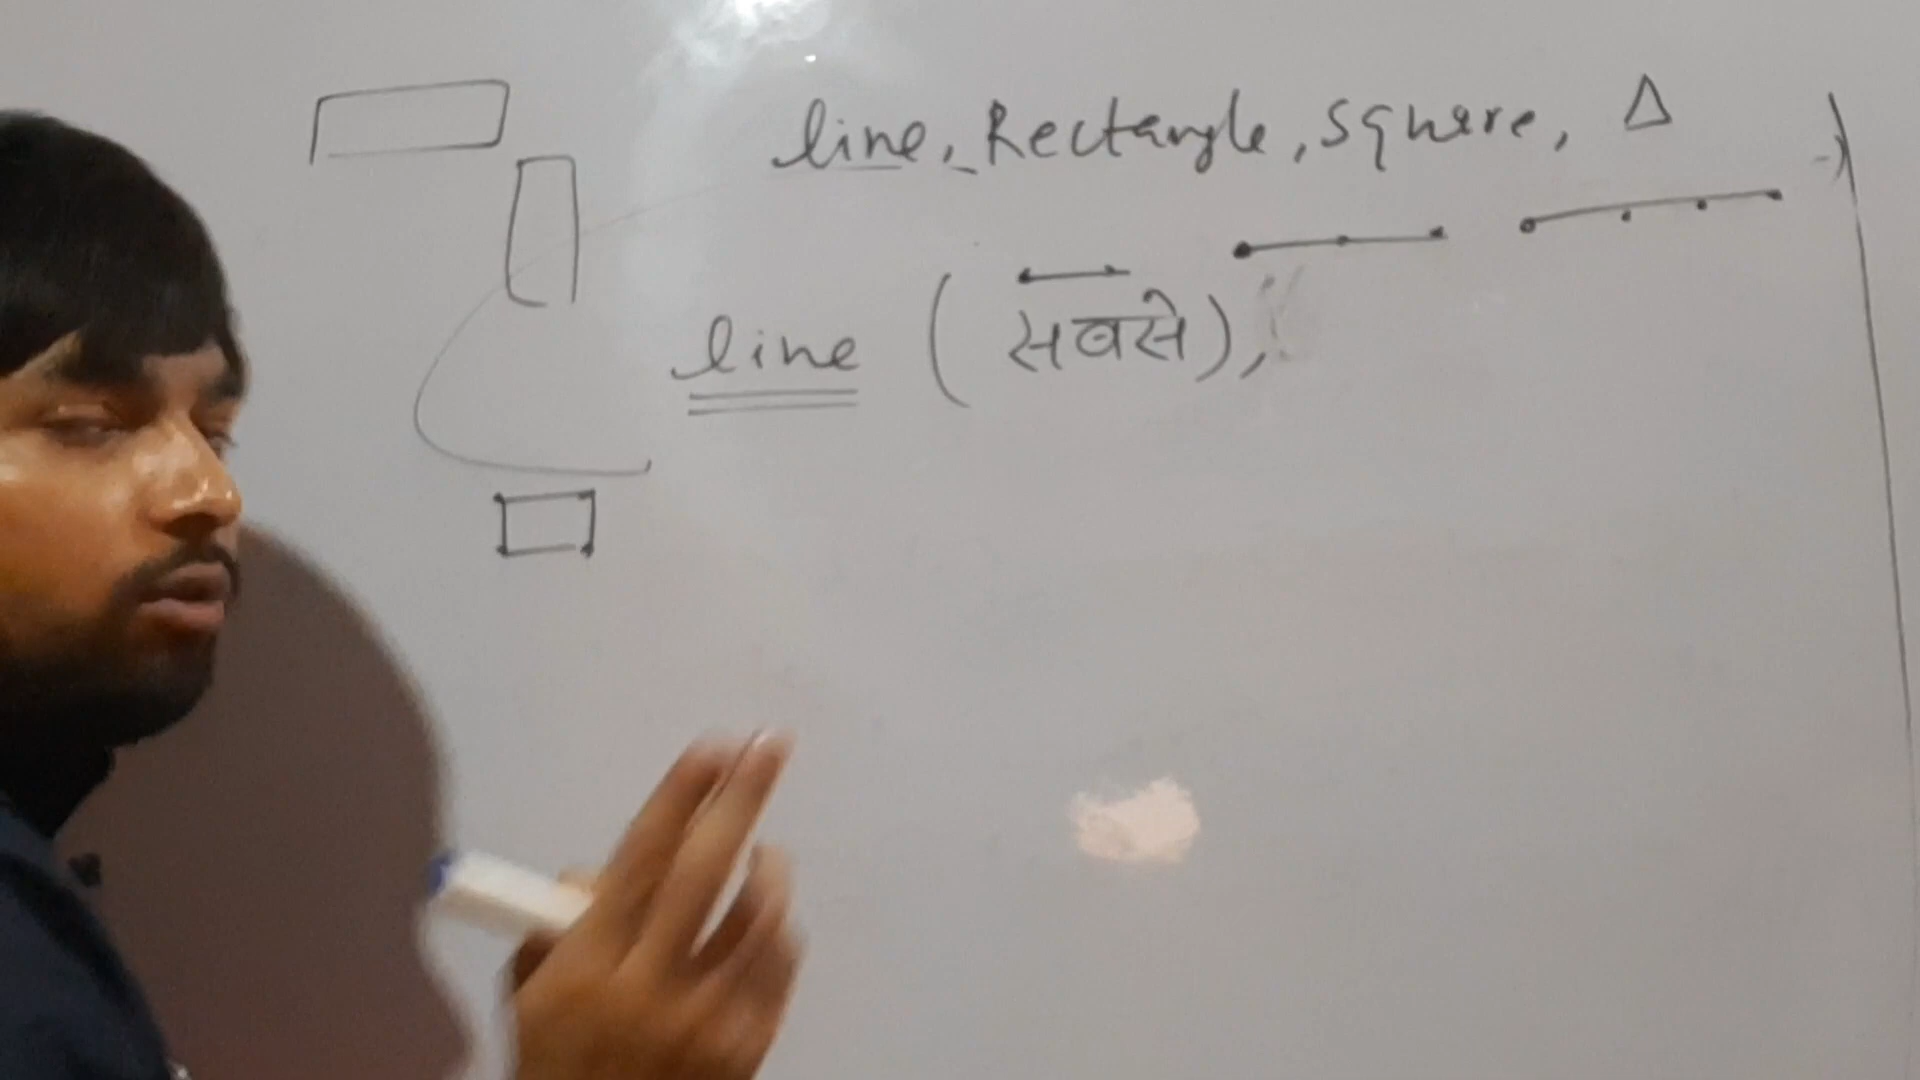 line, Rectangle, square, Δ
line (सबसे),